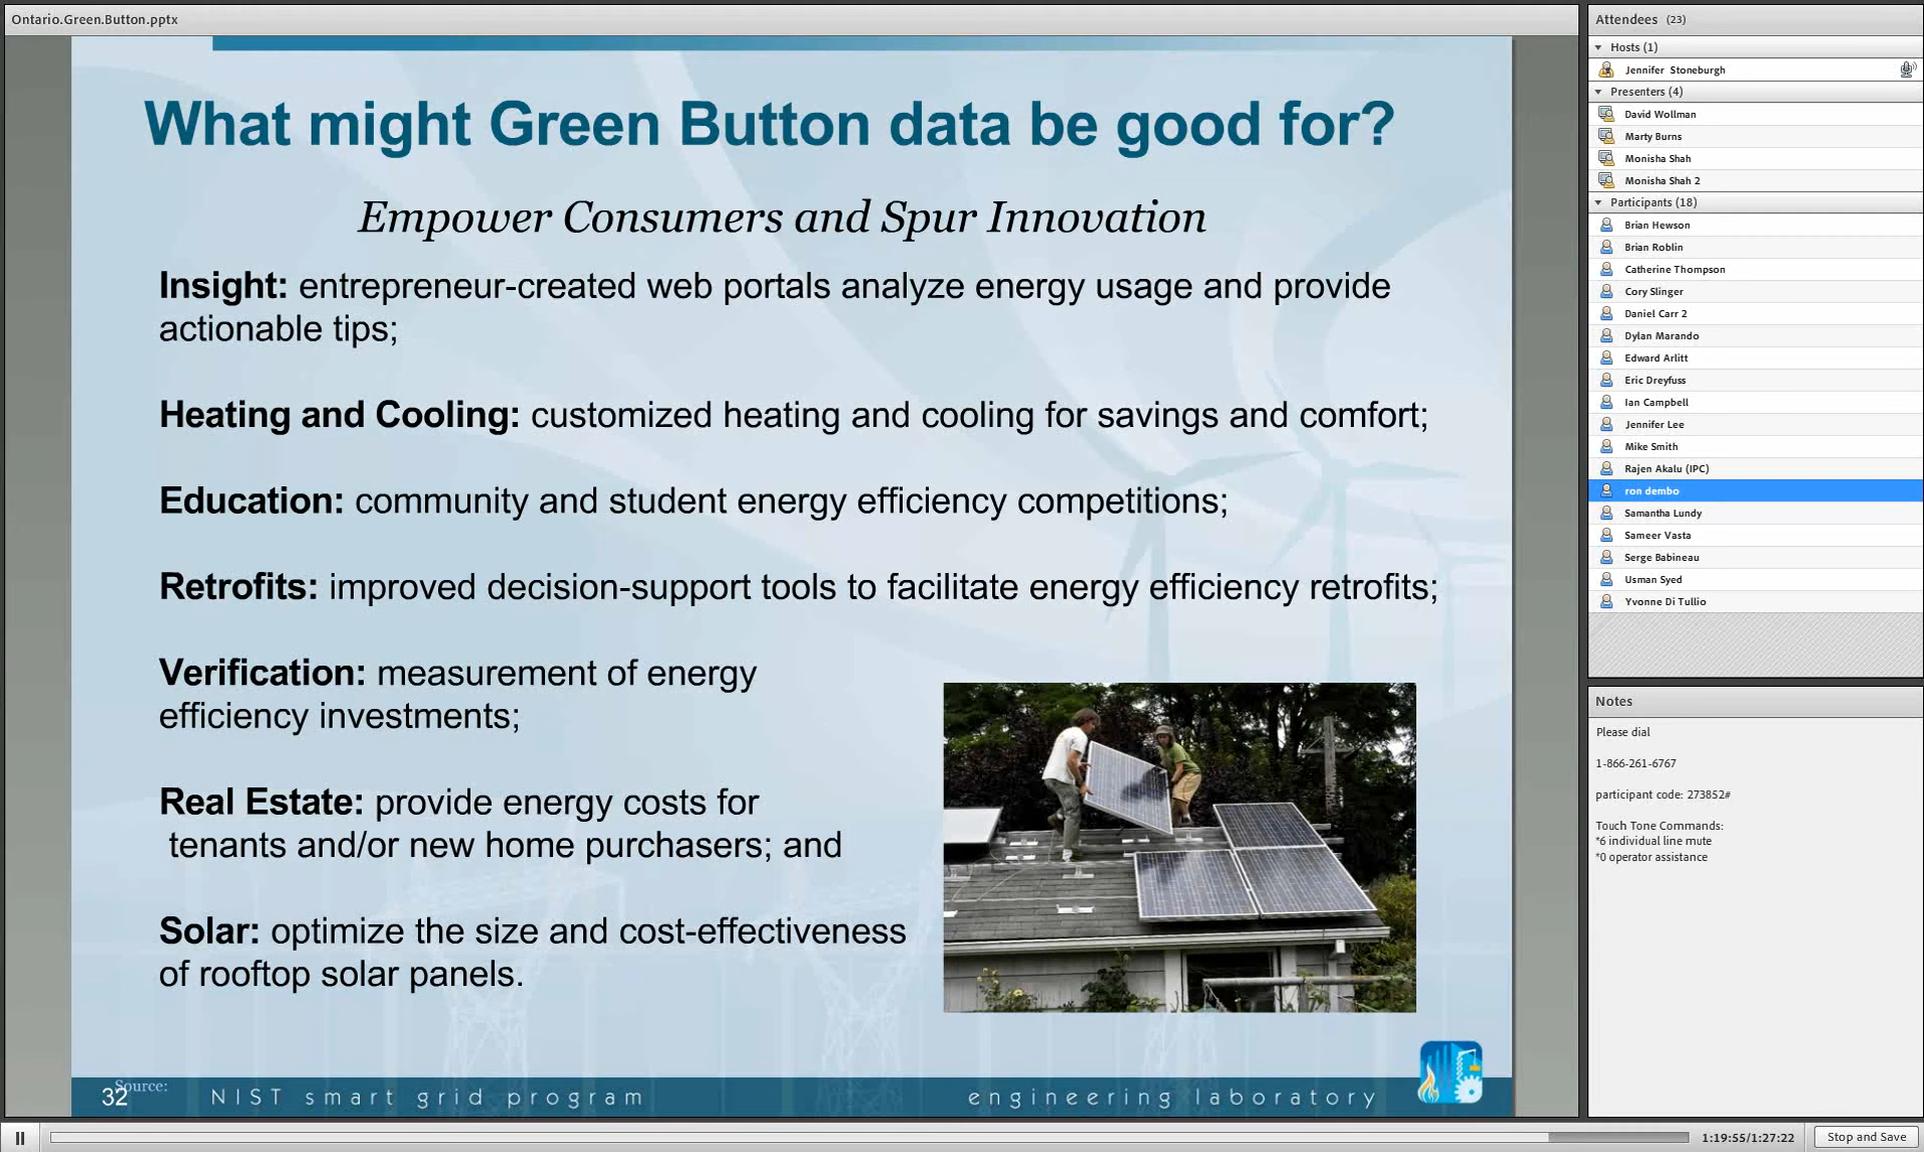 Ontario.Green.Button.pptx
What might Green Button data be good for?
Empower Consumers and Spur Innovation
Insight: entrepreneur-created web portals analyze energy usage and provide
actionable tips;
Heating and Cooling: customized heating and cooling for savings and comfort;
Education: community and student energy efficiency competitions;
Retrofits: improved decision-support tools to facilitate energy efficiency retrofits;
Verification: measurement of energy
efficiency investments;
Real Estate: provide energy costs for
tenants and/or new home purchasers; and
Solar: optimize the size and cost-effectiveness
of rooftop solar panels.
Source:
32
NIST smart grid program
engineering laboratory
Attendees (23)
Hosts (1)
Jennifer Stoneburgh
Presenters (4)
David Wollman
Marty Burns
Monisha Shah
Monisha Shah 2
Participants (18)
Brian Hewson
Brian Roblin
Catherine Thompson
Cory Slinger
Daniel Carr 2
Dylan Marando
Edward Arlitt
Eric Dreyfuss
Ian Campbell
Jennifer Lee
Mike Smith
Rajen Akalu (IPC)
ron dembo
Samantha Lundy
Sameer Vasta
Serge Babineau
Usman Syed
Yvonne Di Tullio
Notes
Please dial
1-866-261-6767
participant code: 273852#
Touch Tone Commands:
*6 individual line mute
*0 operator assistance
1:19:55/1:27:22
Stop and Save